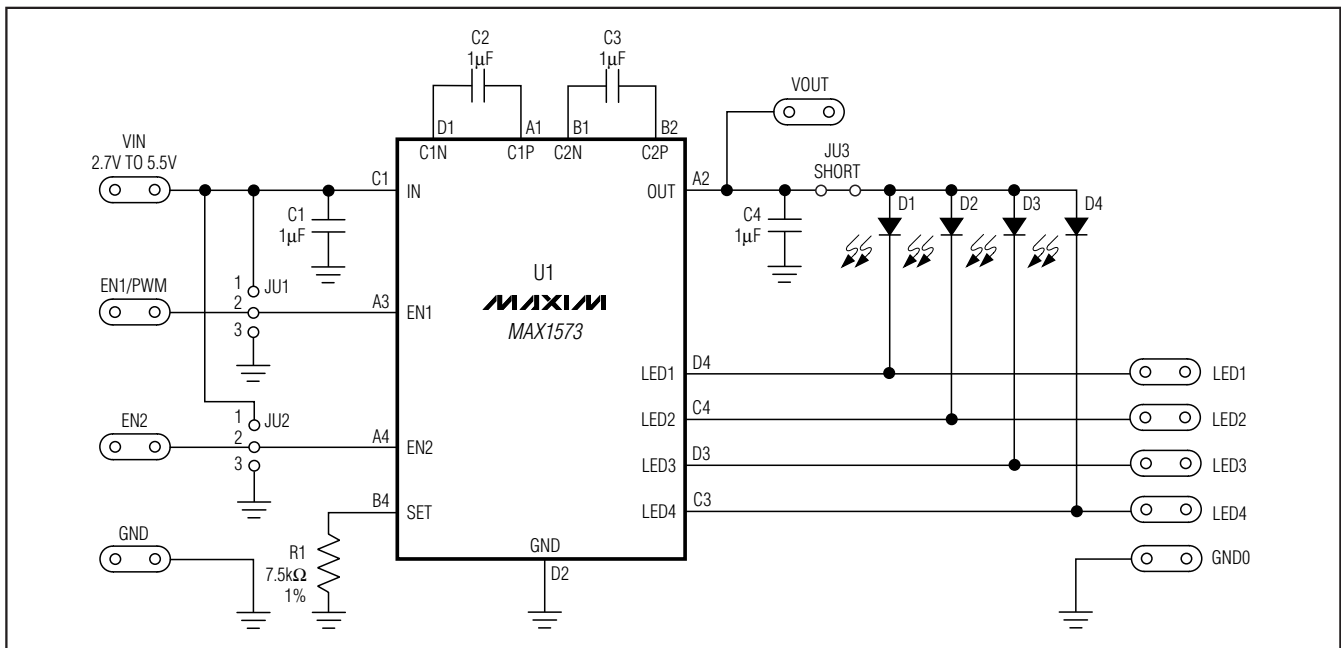 C2
1µF
C3
1µF
VOUT
D1
A1
B1
B2
C1N
C1P
C2N
C2P
VIN
2.7V TO 5.5V
JU3
SHORT
C1
IN
OUT
A2
C1
1µF
C4
1µF
D1
D2
D3
D4
U1
MAXIM
MAX1573
EN1/PWM
1
2
3
JU1
A3
EN1
LED1
D4
LED1
EN2
1
2
3
JU2
A4
EN2
LED2
C4
LED2
LED3
D3
LED3
B4
SET
LED4
C3
LED4
GND
R1
7.5kΩ
1%
GND
D2
GND0